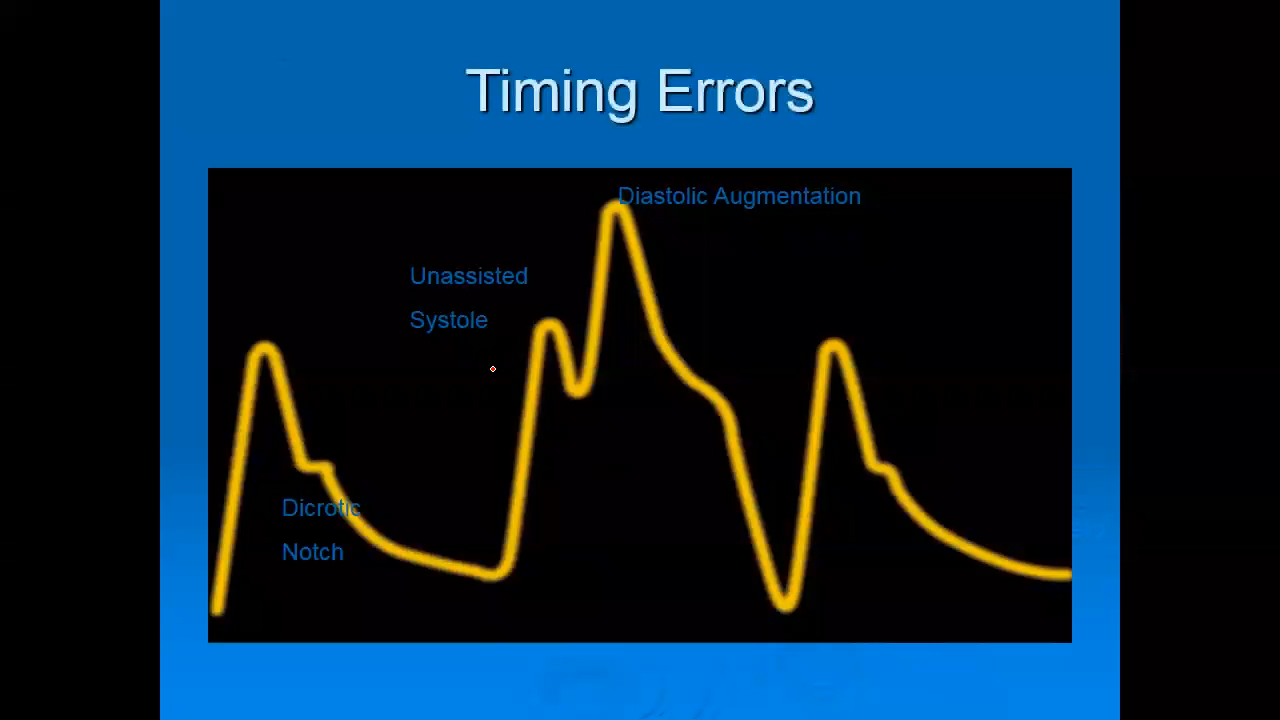 Timing Errors
Diastolic Augmentation
Unassisted
Systole
Dicrotic
Notch